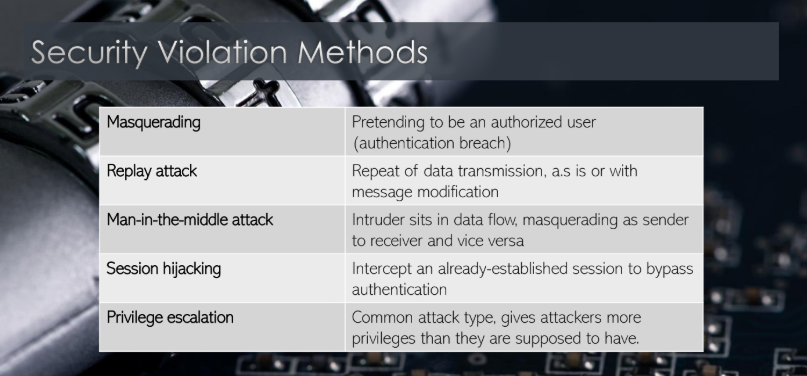 Security Violation Methods
Masquerading
Pretending to be an authorized user
(authentication breach)
Replay attack
Repeat of data transmission, a.s is or with
message modification
Man-in-the-middle attack
Intruder sits in data flow, masquerading as sender
to receiver and vice versa
Session hijacking
Intercept an already-established session to bypass
authentication
Privilege escalation
Common attack type, gives attackers more
privileges than they are supposed to have.